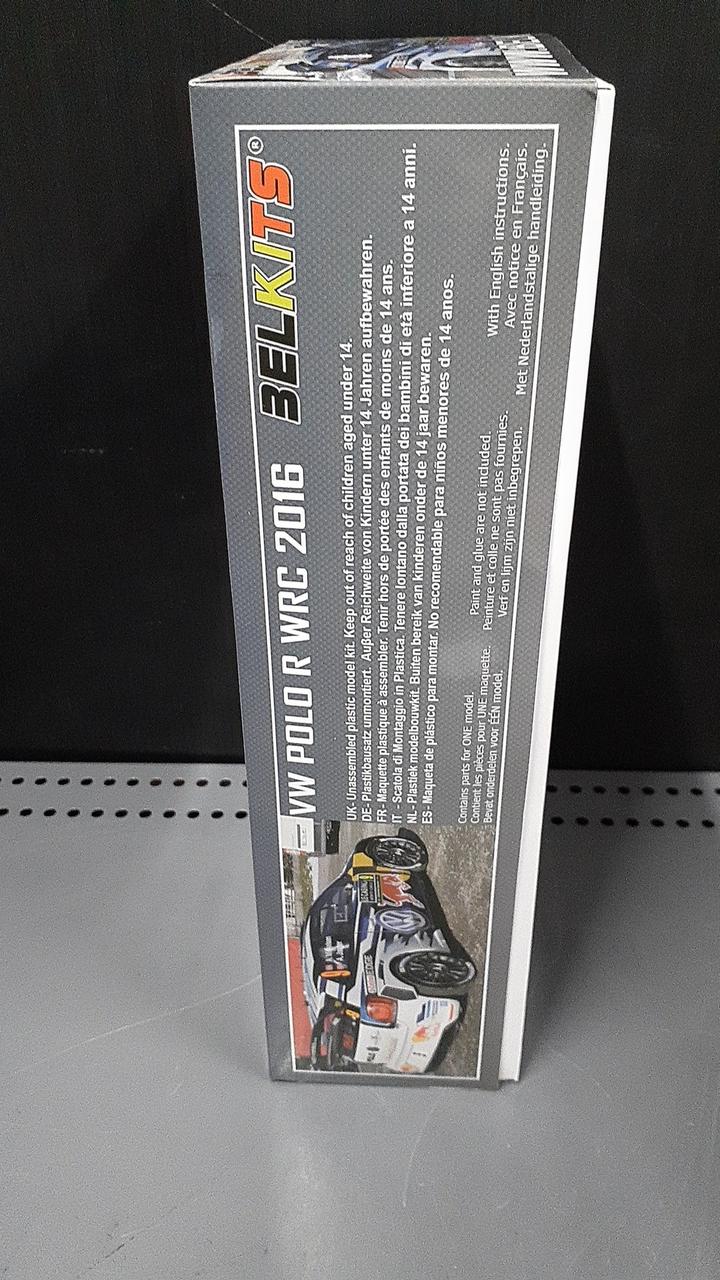 VW POLO R WRC 2016 BELKITS®
UK- Unassembled plastic model kit. Keep out of reach of children aged under 14.
DE- Plastikbausatz unmontiert. Außer Reichweite von Kindern unter 14 Jahren aufbewahren.
FR- Maquette plastique à assembler. Tenir hors de portée des enfants de moins de 14 ans.
IT - Scatola di Montaggio in Plastica. Tenere lontano dalla portata dei bambini di età inferiore a 14 anni.
NL - Plastiek modelbouwkit. Buiten bereik van kinderen onder de 14 jaar bewaren.
ES - Maqueta de plástico para montar. No recomendable para niños menores de 14 anos.
Contains parts for ONE model.
Contient les pièces pour UNE maquette.
Bevat onderdelen voor ÉÉN model.
Paint and glue are not included.
Peinture et colle ne sont pas fournies.
Verf en lijm zijn niet inbegrepen.
With English instructions.
Avec notice en Français.
Met Nederlandstalige handleiding.
9